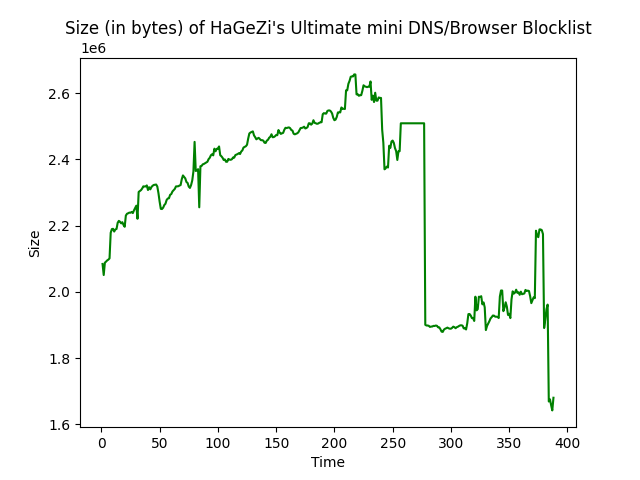 Size (in bytes) of HaGeZi's Ultimate mini DNS/Browser Blocklist
1e6
2.6
2.4
2.2
2.0
1.8
1.6
Size
0 50 100 150 200 250 300 350 400
Time